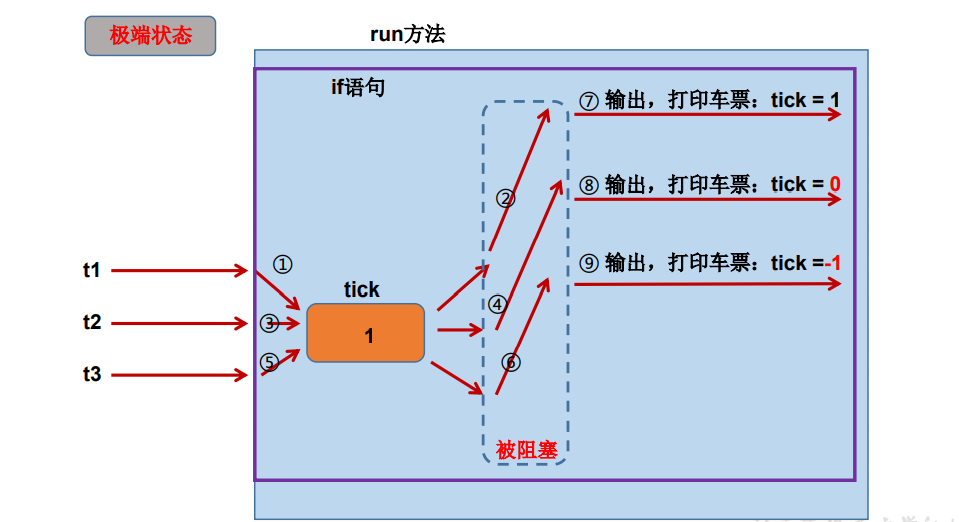 极端状态
run方法
if语句
⑦ 输出，打印车票：tick = 1
②
⑧ 输出，打印车票：tick = 0
①
⑨ 输出，打印车票：tick =-1
t1
tick
④
t2
③
1
t3
⑤
⑥
被阻塞